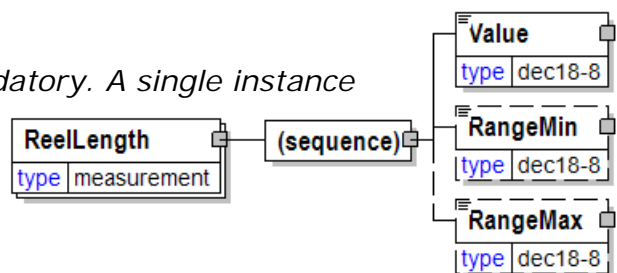 Value
type dec18-8
datory. A single instance
RangeMin
ReelLength
(sequence)
type dec18-8
type measurement
RangeMax
type dec18-8